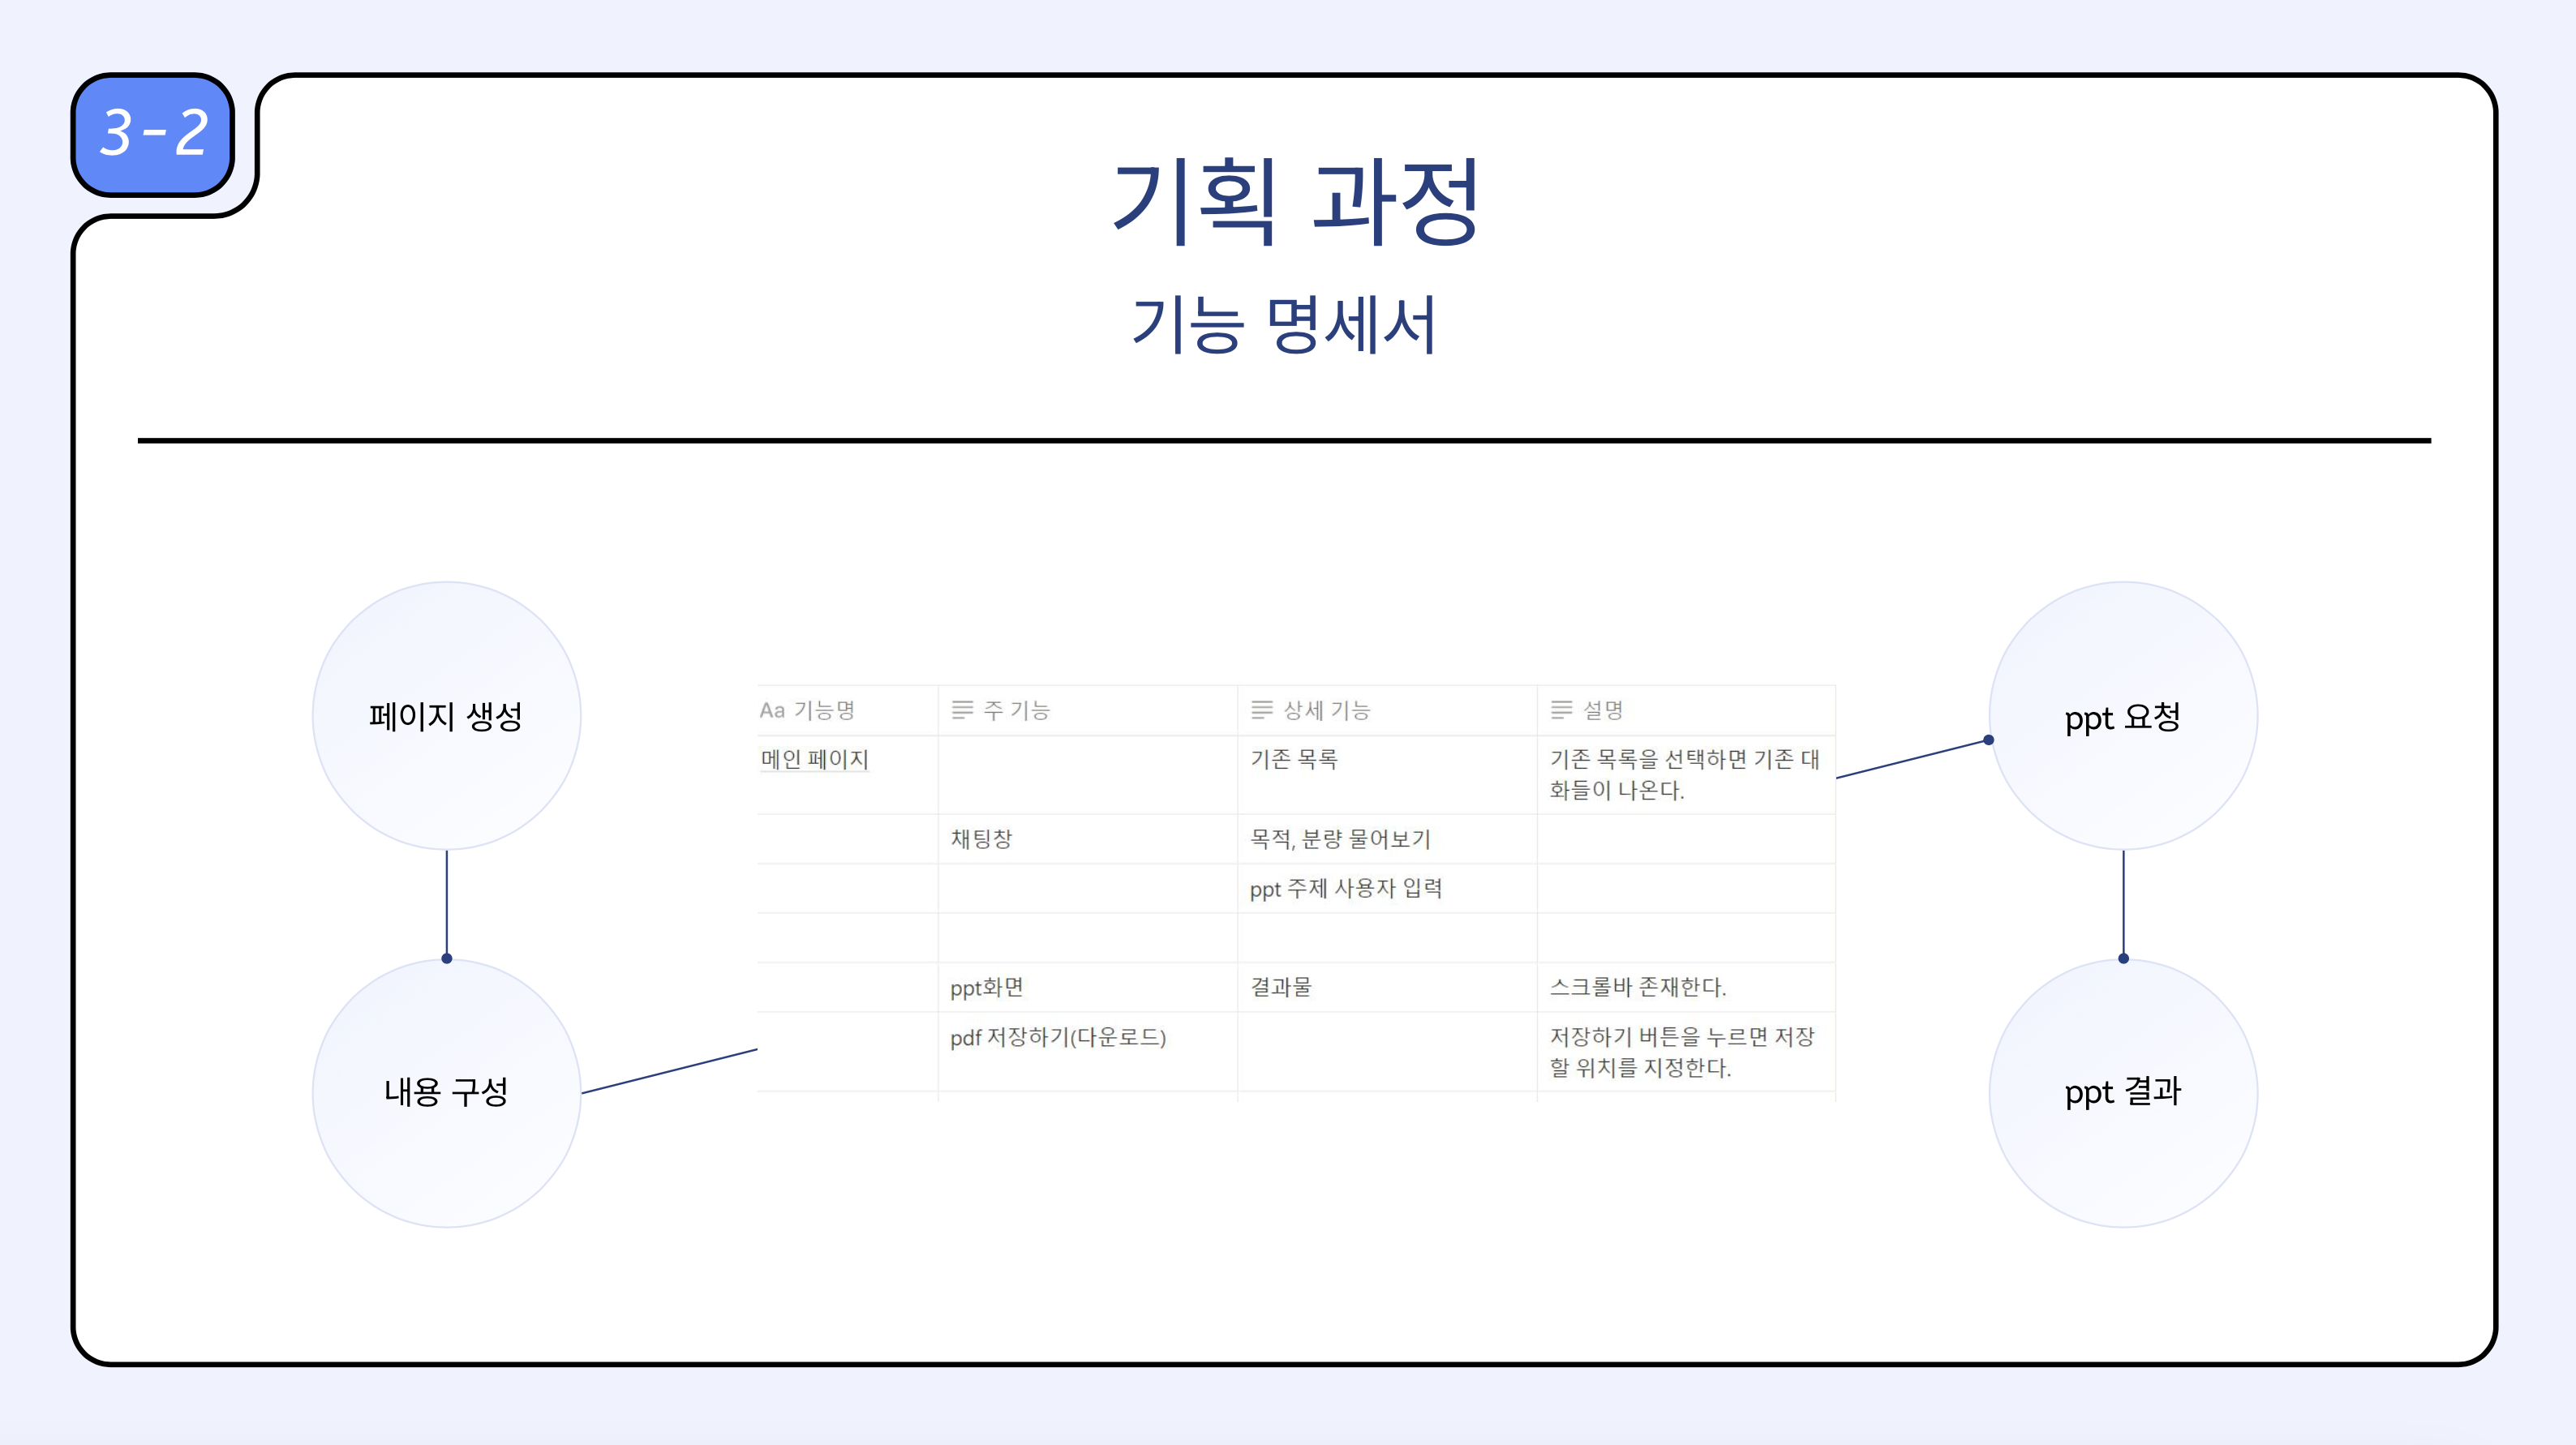 3-2
기획 과정
기능 명세서
페이지 생성
내용 구성
Aa 기능명 주 기능 상세 기능 설명
메인 페이지 기존 목록 기존 목록을 선택하면 기존 대
화들이 나온다.
채팅창 목적, 분량 물어보기
ppt 주제 사용자 입력
ppt화면 결과물 스크롤바 존재한다.
pdf 저장하기(다운로드) 저장하기 버튼을 누르면 저장
할 위치를 지정한다.
ppt 요청
ppt 결과